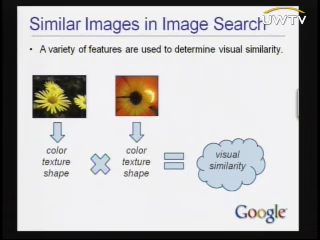 Similar Images in Image Search
UWTV
• A variety of features are used to determine visual similarity.
color
texture
shape
color
texture
shape
visual
similarity
Google